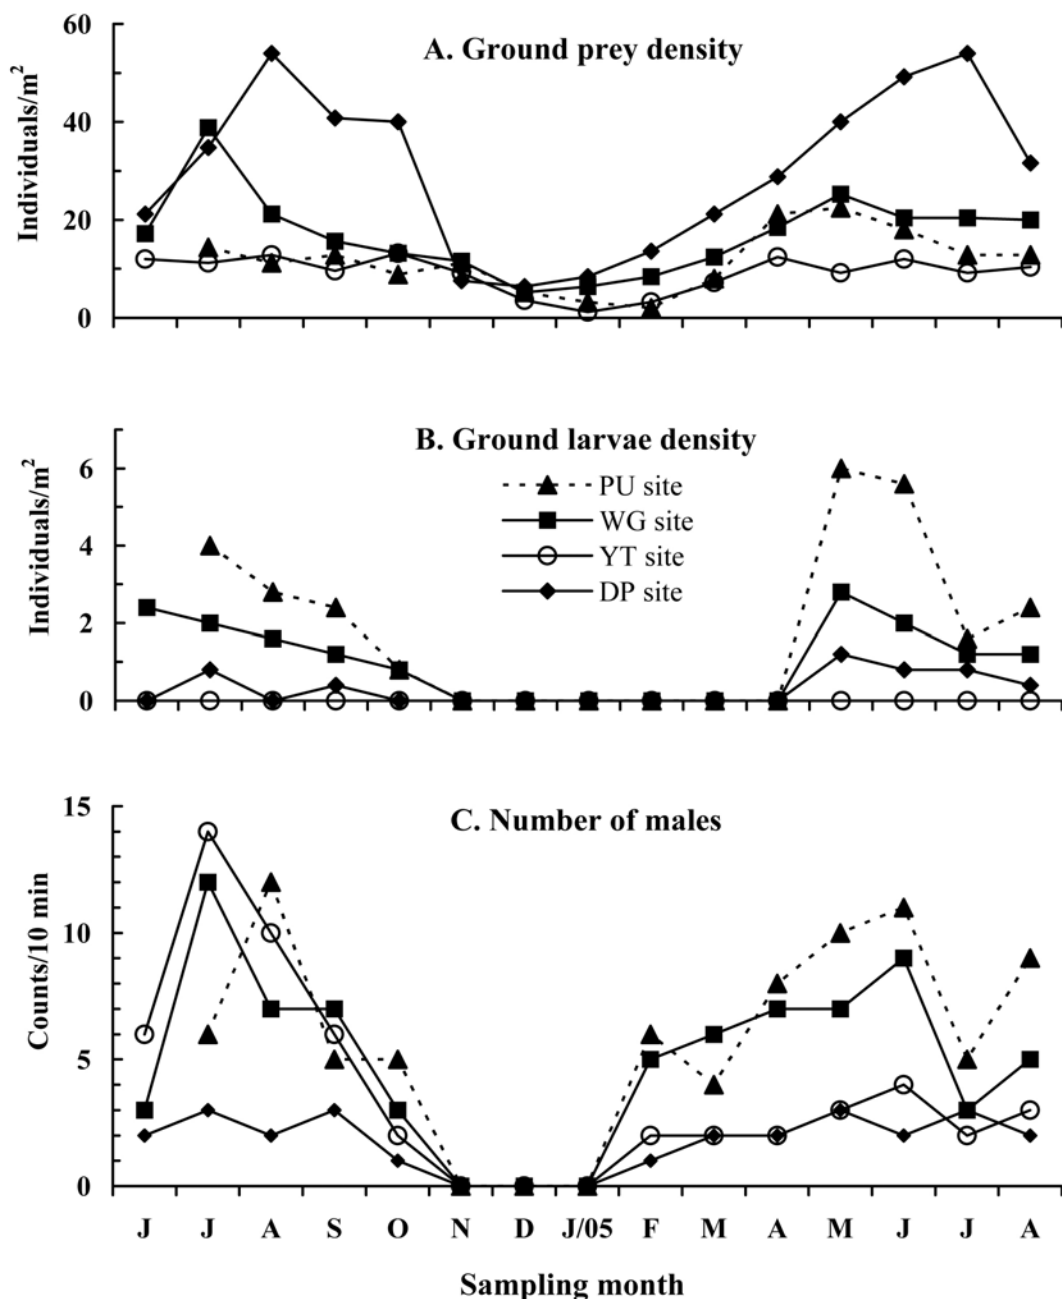 A. Ground prey density
Individuals/m²
60
40
20
0
B. Ground larvae density
Individuals/m²
6
4
2
0
PU site
WG site
YT site
DP site
C. Number of males
Counts/10 min
15
10
5
0
J J A S O N D J/05 F M A M J J A
Sampling month